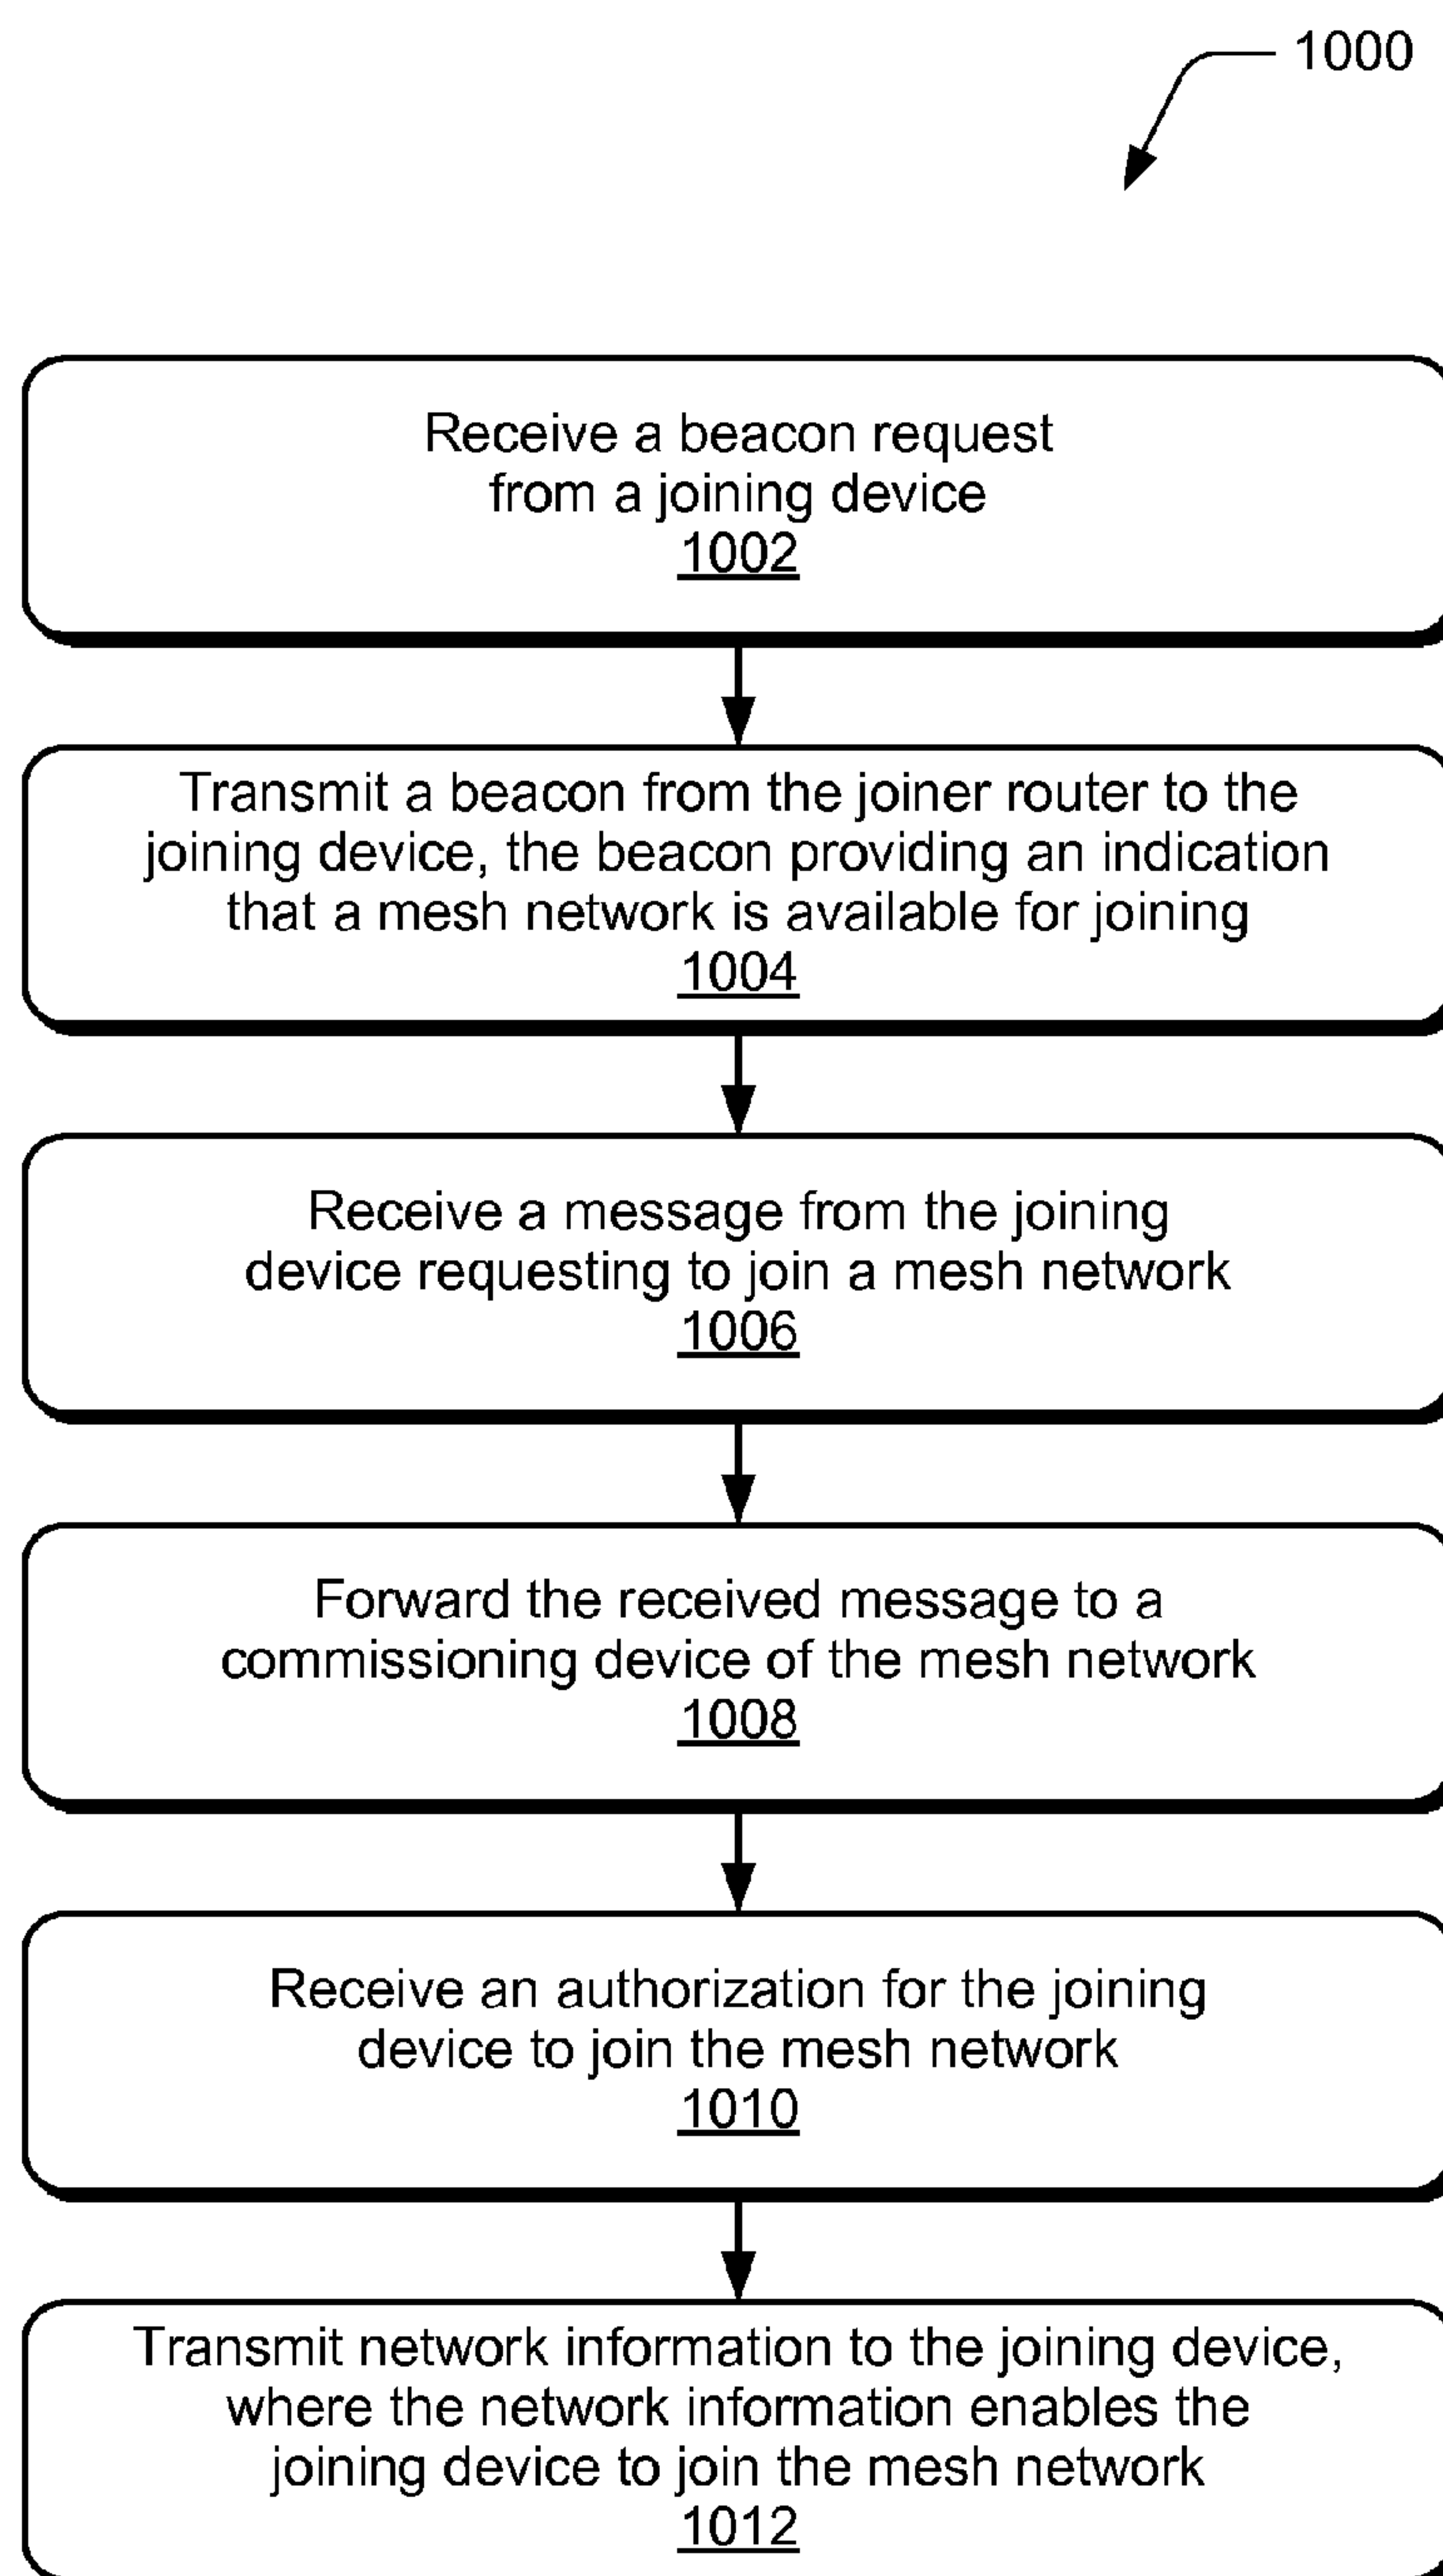 1000
Receive a beacon request
from a joining device
1002
Transmit a beacon from the joiner router to the
joining device, the beacon providing an indication
that a mesh network is available for joining
1004
Receive a message from the joining
device requesting to join a mesh network
1006
Forward the received message to a
commissioning device of the mesh network
1008
Receive an authorization for the joining
device to join the mesh network
1010
Transmit network information to the joining device,
where the network information enables the
joining device to join the mesh network
1012